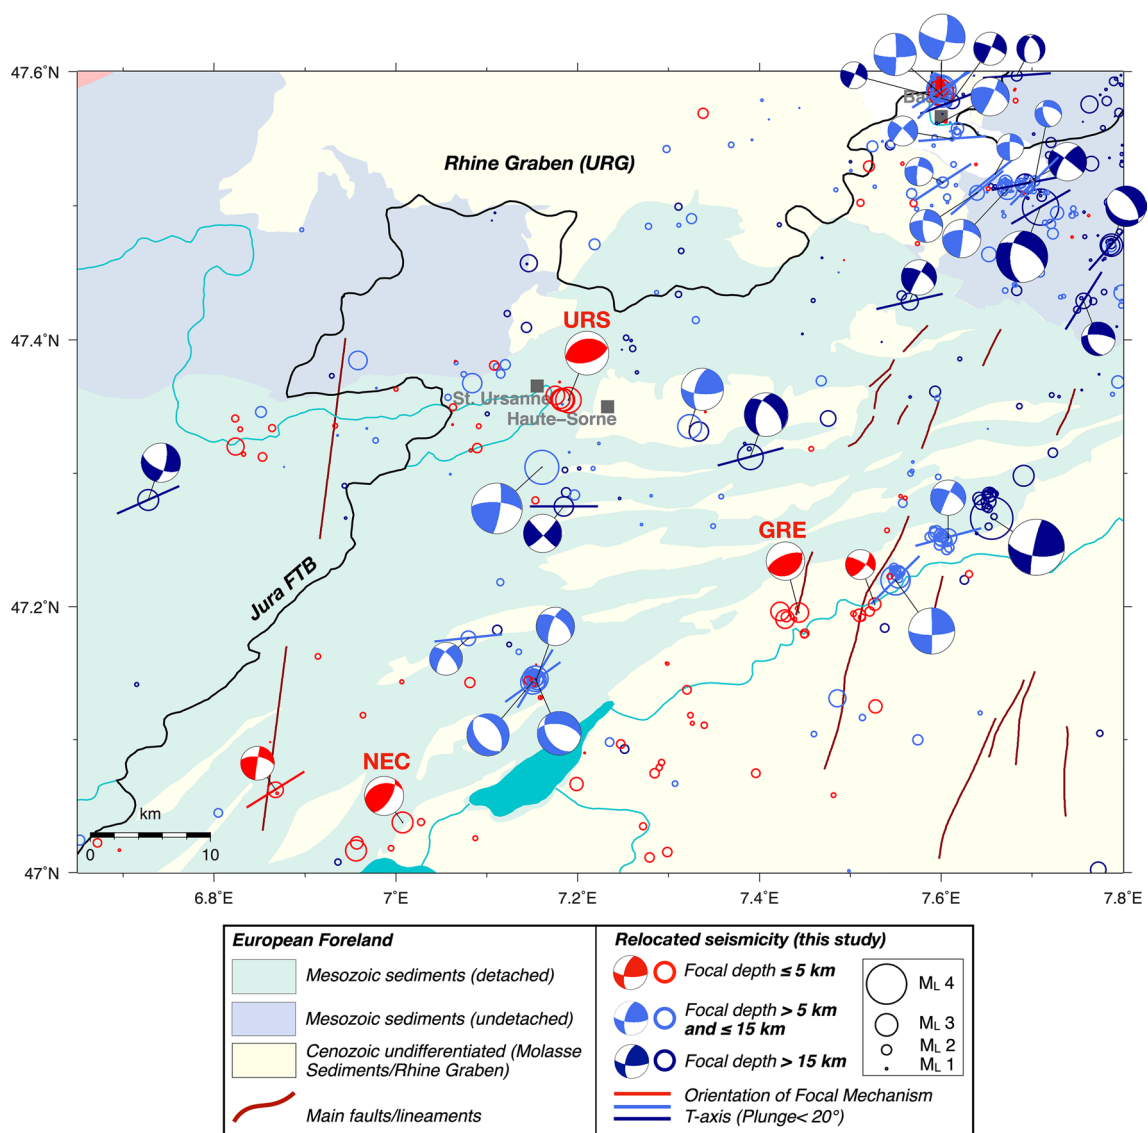 47.6°N
Ba
Rhine Graben (URG)
47.4°N
URS
St. Ursanne
Haute–Sorne
GRE
Jura FTB
47.2°N
NEC
km
0 10
47°N
6.8°E 7°E 7.2°E 7.4°E 7.6°E 7.8°E
European Foreland
Mesozoic sediments (detached)
Mesozoic sediments (undetached)
Cenozoic undifferentiated (Molasse
Sediments/Rhine Graben)
Main faults/lineaments
Relocated seismicity (this study)
Focal depth ≤ 5 km
Focal depth > 5 km
and ≤ 15 km
Focal depth > 15 km
Orientation of Focal Mechanism
T-axis (Plunge< 20°)
ML 4
ML 3
ML 2
ML 1